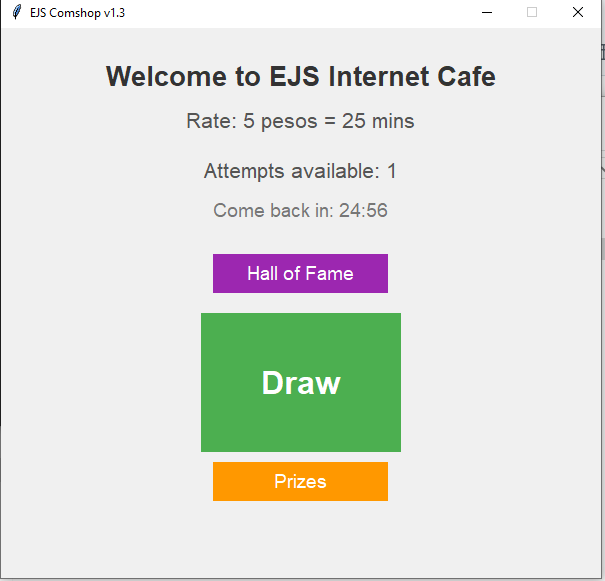 EJS Comshop v1.3
Welcome to EJS Internet Cafe
Rate: 5 pesos = 25 mins
Attempts available: 1
Come back in: 24:56
Hall of Fame
Draw
Prizes